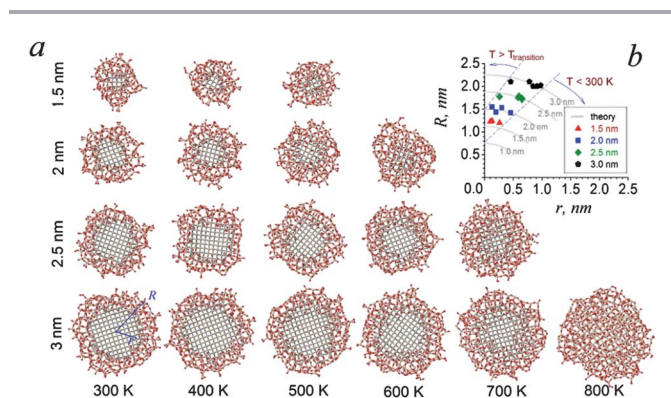 a
1.5 nm
2 nm
2.5 nm
3 nm
R
r
300 K
400 K
500 K
600 K
700 K
800 K
b
T > Ttransition
T < 300 K
R, nm
2.5
2.0
1.5
1.0
0.5
0.0
0.5
1.0
1.5
2.0
2.5
r, nm
3.0 nm
2.5 nm
2.0 nm
1.5 nm
1.0 nm
theory
1.5 nm
2.0 nm
2.5 nm
3.0 nm